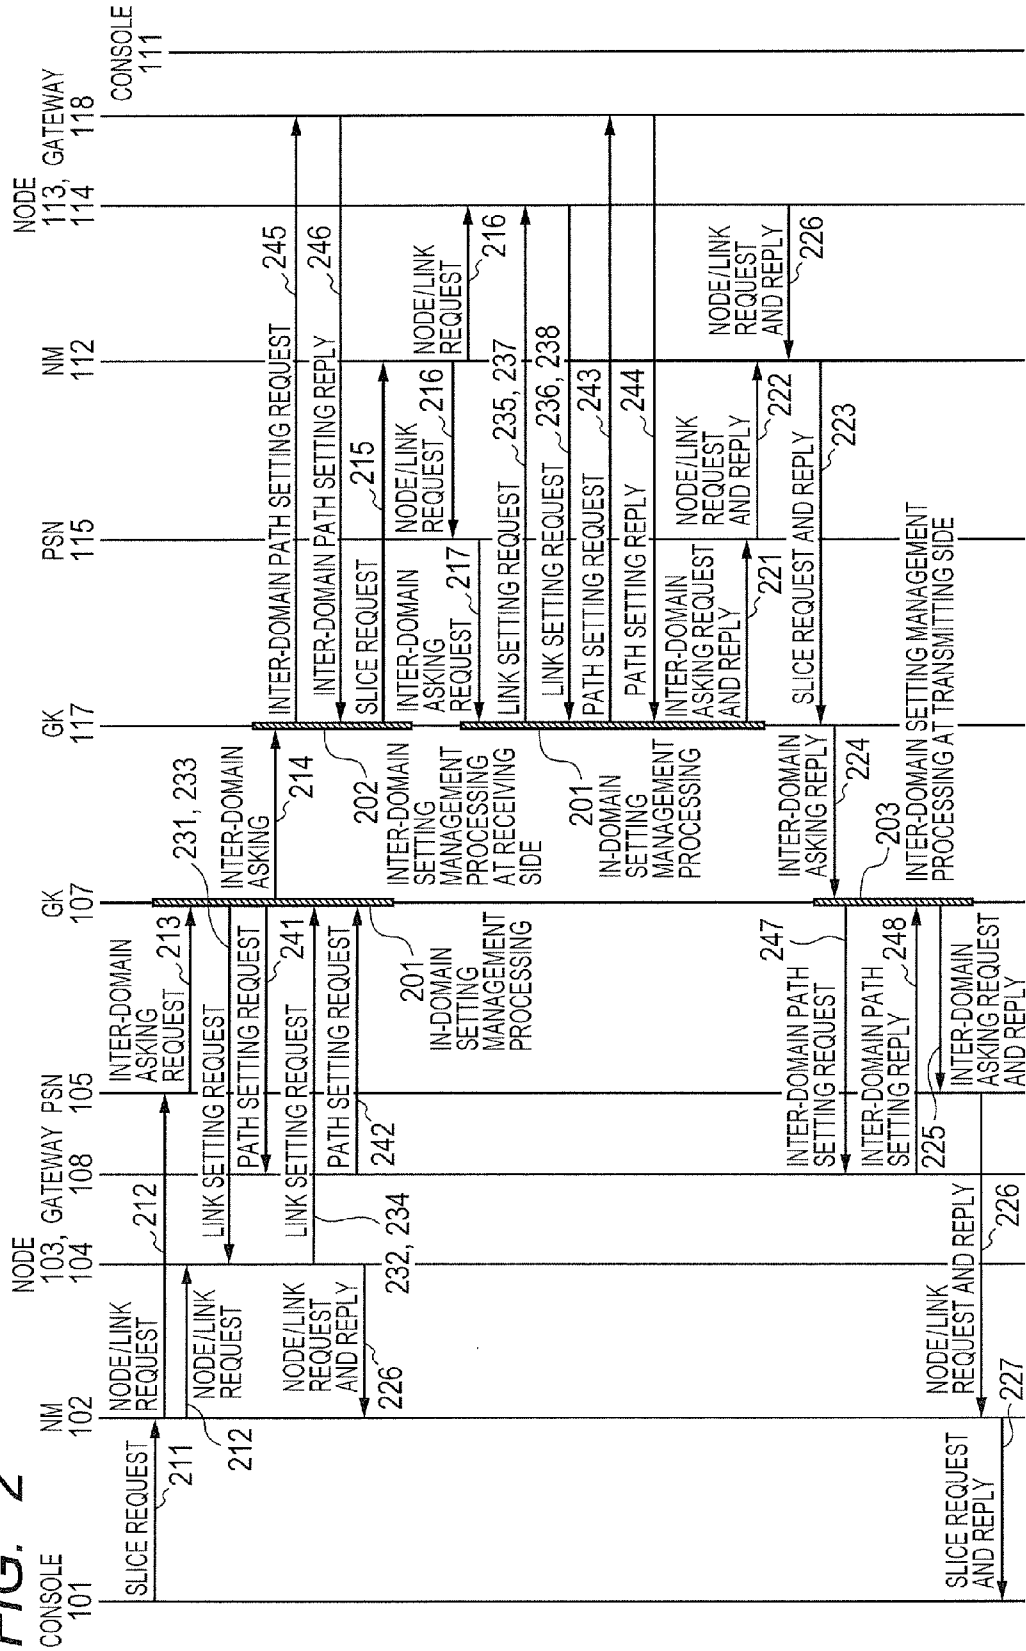 FIG. 2
CONSOLE
101
NM
102
NODE
103,
104
GATEWAY
108
PSN
105
GK
107
GK
117
PSN
115
NM
112
NODE
113,
114
GATEWAY
118
CONSOLE
111
SLICE REQUEST
211
NODE/LINK
REQUEST
212
NODE/LINK
REQUEST
212
INTER-DOMAIN
ASKING
REQUEST
213
LINK SETTING REQUEST
231, 233
PATH SETTING REQUEST
241
LINK SETTING REQUEST
232, 234
PATH SETTING REQUEST
242
NODE/LINK
REQUEST
AND REPLY
226
201
IN-DOMAIN
SETTING
MANAGEMENT
PROCESSING
INTER-DOMAIN
ASKING
214
202
INTER-DOMAIN
SETTING
MANAGEMENT
PROCESSING
AT RECEIVING
SIDE
INTER-DOMAIN PATH SETTING REQUEST
245
INTER-DOMAIN PATH SETTING REPLY
246
SLICE REQUEST
215
NODE/LINK
REQUEST
216
NODE/LINK
REQUEST
216
INTER-DOMAIN
ASKING
REQUEST
217
LINK SETTING REQUEST
235, 237
LINK SETTING REQUEST
236, 238
PATH SETTING REQUEST
243
PATH SETTING REPLY
244
201
IN-DOMAIN
SETTING
MANAGEMENT
PROCESSING
INTER-DOMAIN
ASKING REQUEST
AND REPLY
221
NODE/LINK
REQUEST
AND REPLY
222
NODE/LINK
REQUEST
AND REPLY
226
SLICE REQUEST AND REPLY
223
INTER-DOMAIN
ASKING REPLY
224
203
INTER-DOMAIN SETTING MANAGEMENT
PROCESSING AT TRANSMITTING SIDE
247
INTER-DOMAIN PATH
SETTING REQUEST
INTER-DOMAIN PATH
SETTING REPLY
248
225
INTER-DOMAIN
ASKING REQUEST
AND REPLY
NODE/LINK
REQUEST AND REPLY
226
SLICE REQUEST
AND REPLY
227